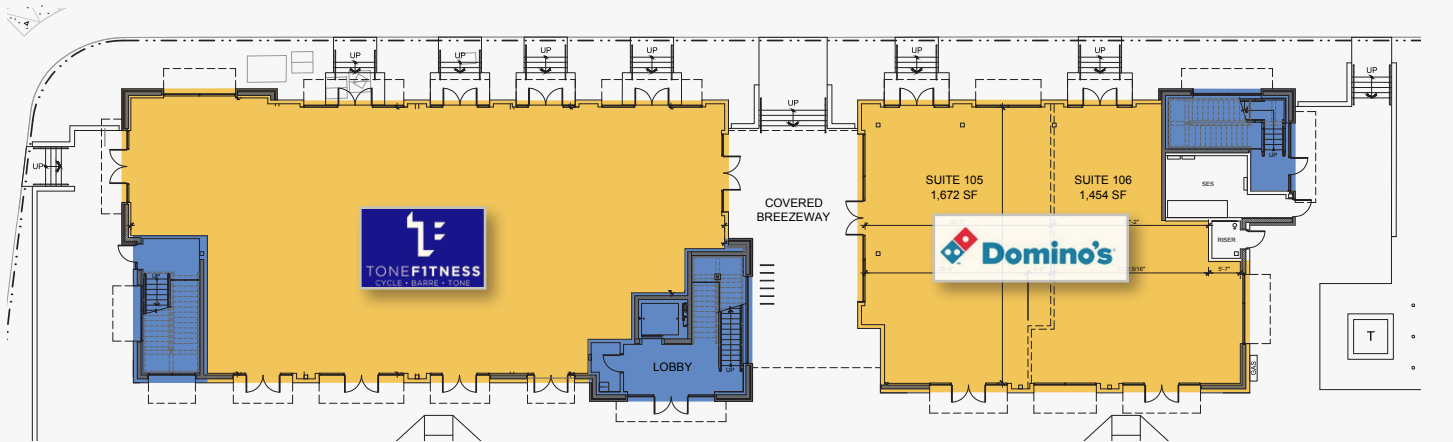 UP
UP
UP
UP
UP
UP
UP
UP
UP
UP
SUITE 105
1,672 SF
SUITE 106
1,454 SF
SES
COVERED
BREEZEWAY
TONEFITNESS
CYCLE • BARRE • TONE
Domino's
RISER
5'-7"
LOBBY
UP
GAS
T